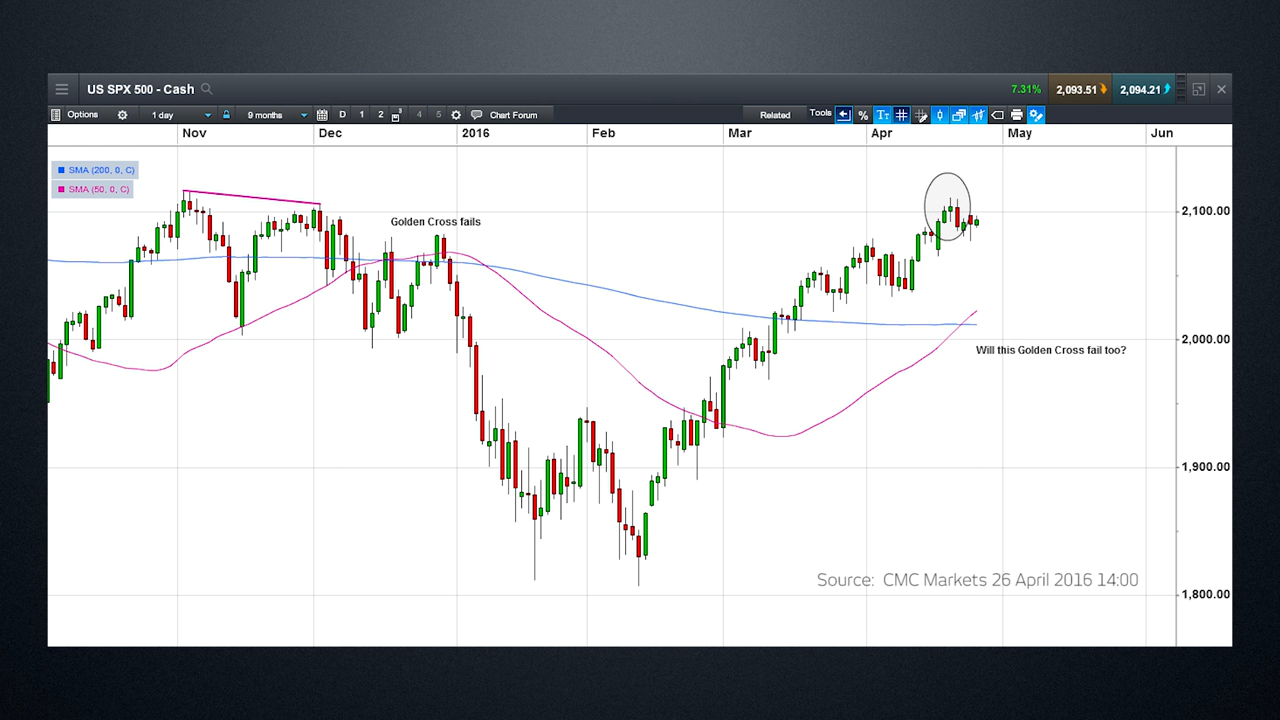 US SPX 500 - Cash
7.31%
2,093.51
2,094.21
Options
1 day
9 months
D
1
2
3
4
5
Chart Forum
Related
Tools
%
Nov
Dec
2016
Feb
Mar
Apr
May
Jun
SMA (200, 0, C)
SMA (50, 0, C)
Golden Cross fails
2,100.00
2,000.00
Will this Golden Cross fail too?
1,900.00
Source: CMC Markets 26 April 2016 14:00
1,800.00